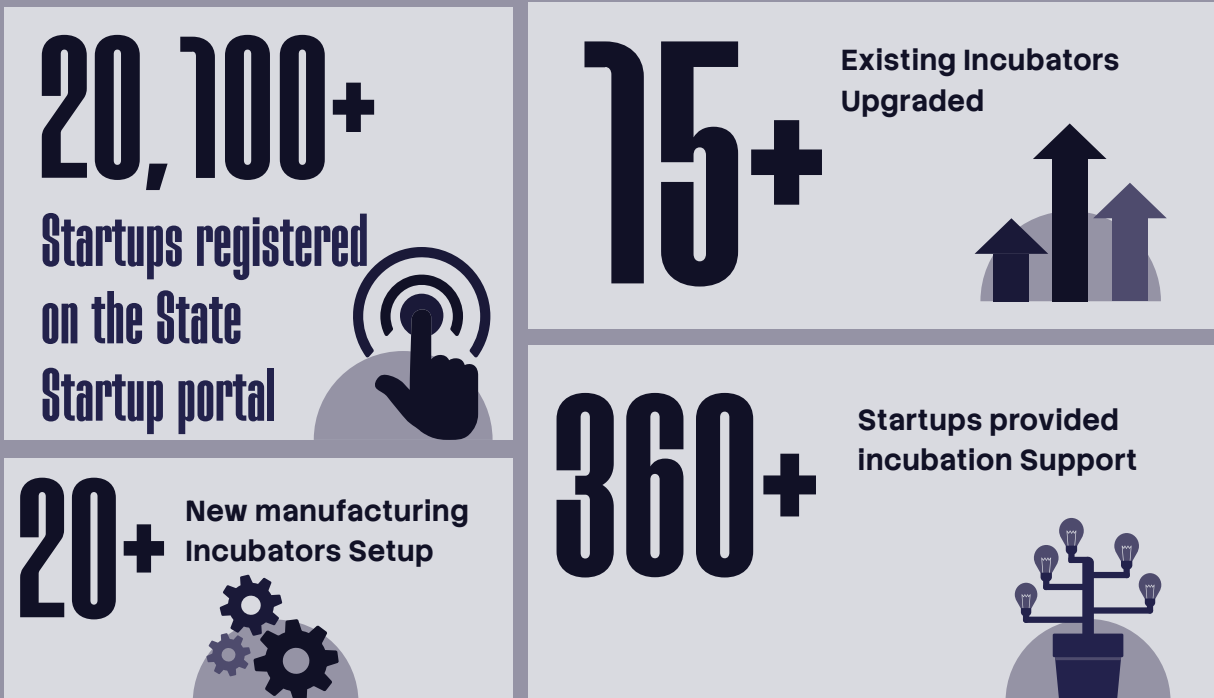 20,100+
Startups registered
on the State
Startup portal
15+
Existing Incubators
Upgraded
20+
New manufacturing
Incubators Setup
360+
Startups provided
incubation Support